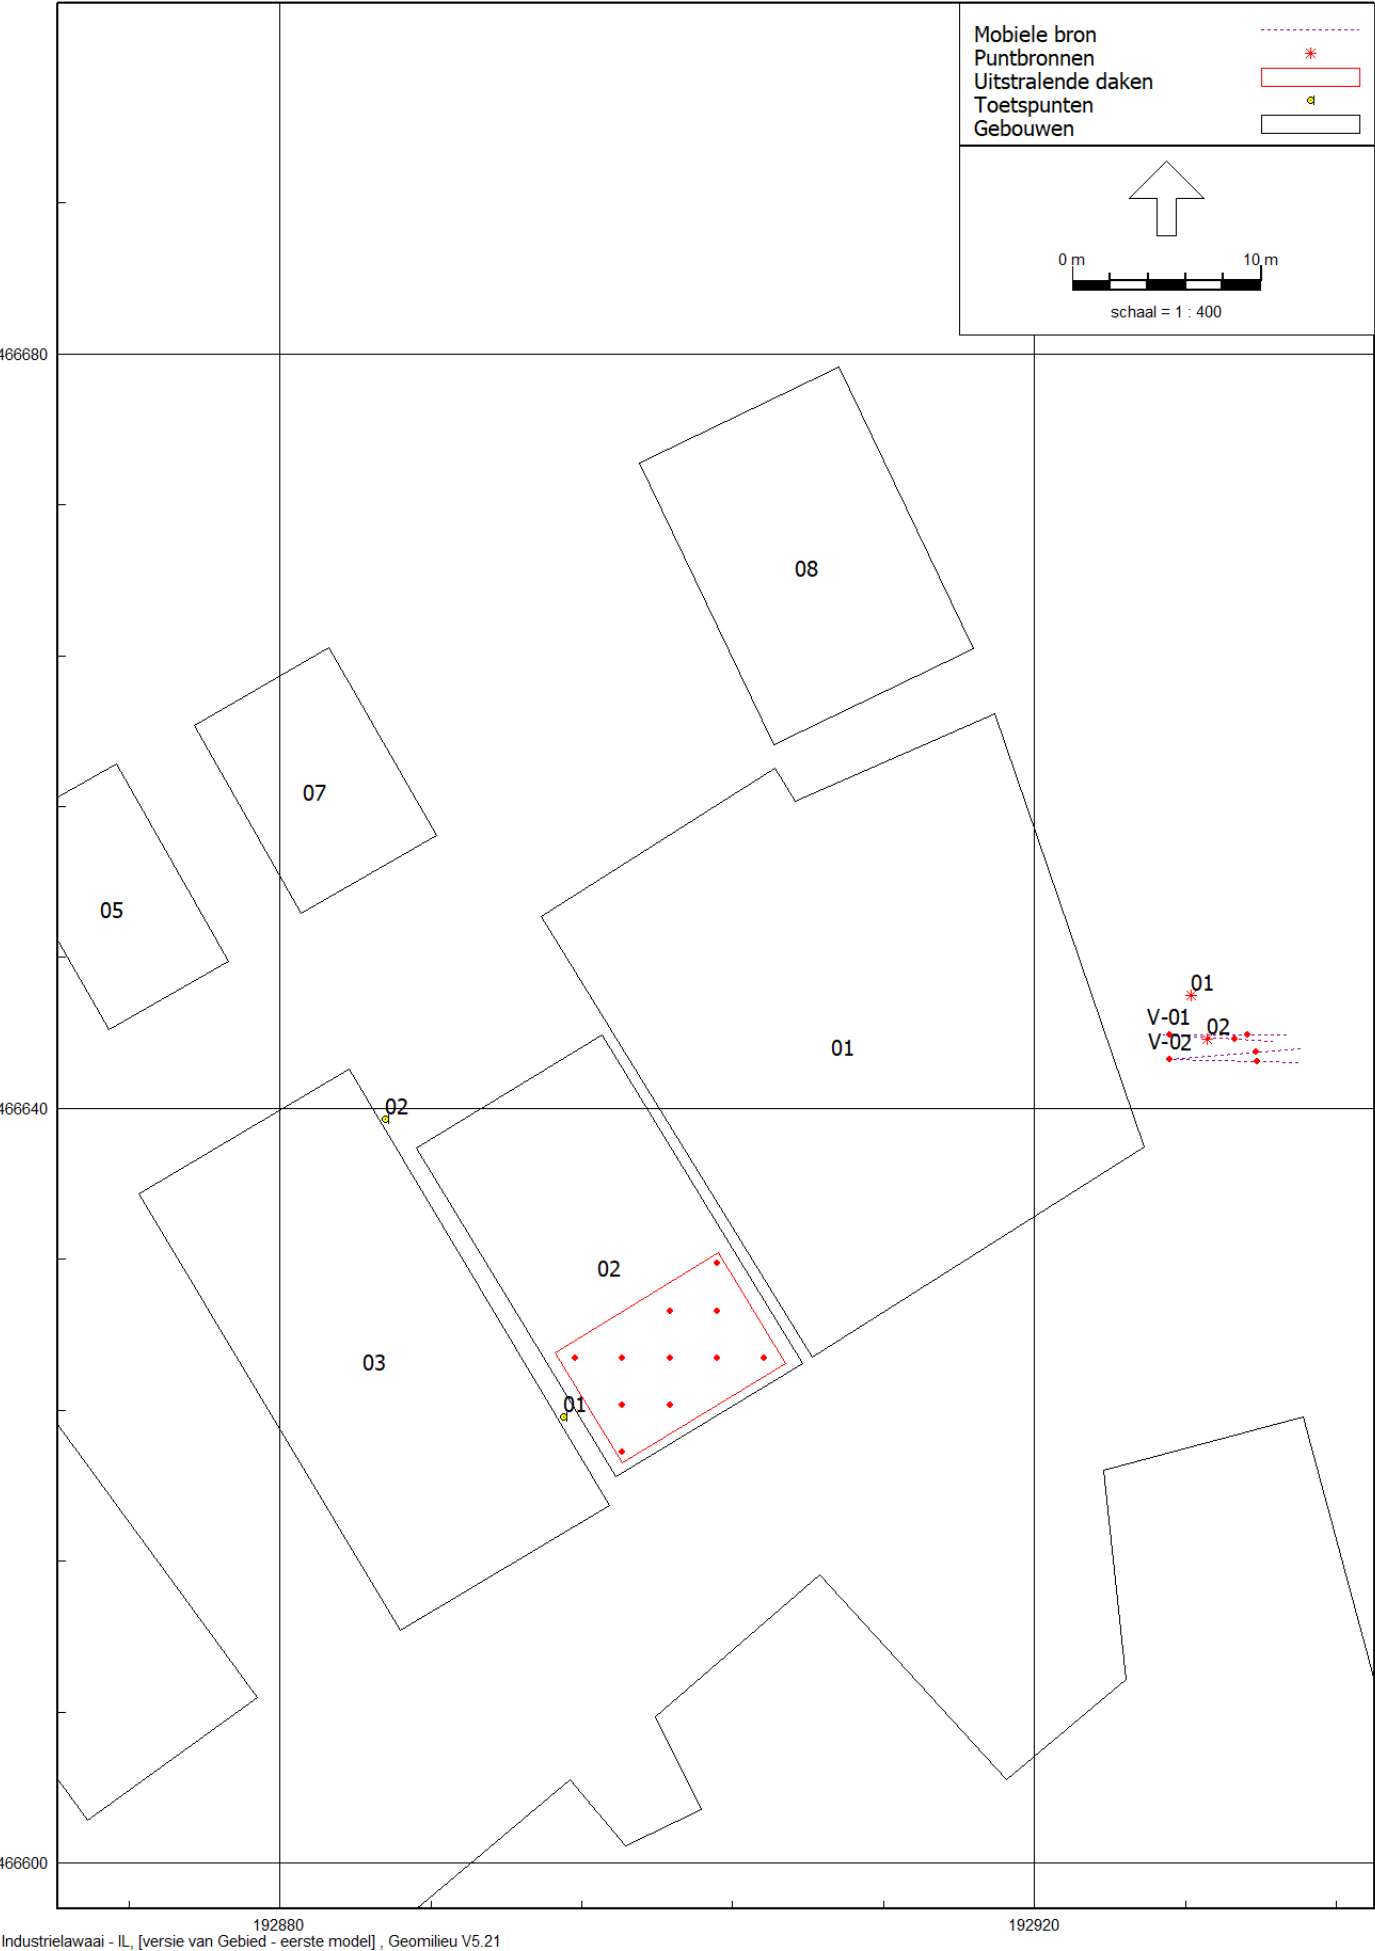 Mobiele bron
Puntbronnen
Uitstralende daken
Toetspunten
Gebouwen
0 m 10 m
schaal = 1 : 400
466680
08
07
05
01
V-01
02
V-02
01
02
466640
02
03
01
466600
192880 192920
Industrielawaai - IL, [versie van Gebied - eerste model] , Geomilieu V5.21